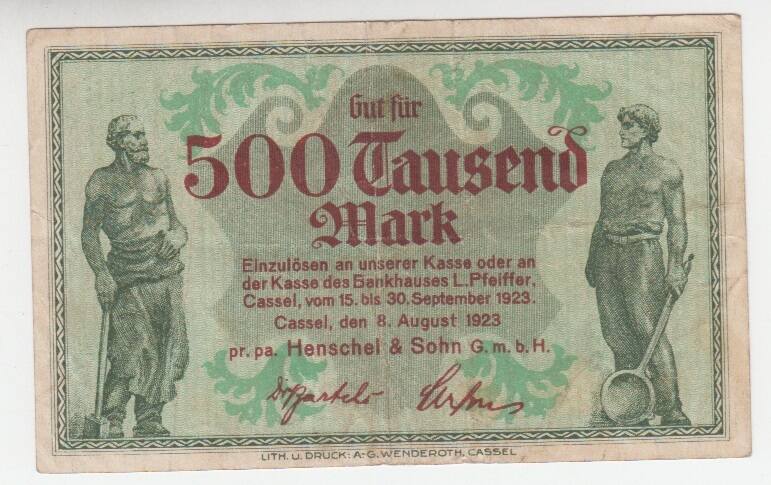 Gut für
500 Tausend
Mark
Einzulösen an unserer Kasse oder an
der Kasse des Bankhauses L. Pfeiffer,
Cassel, vom 15. bis 30. September 1923.
Cassel, den 8. August 1923
pr. pa. Henschel & Sohn G. m. b. H.
LITH. U. DRUCK: A.-G. WENDEROTH, CASSEL